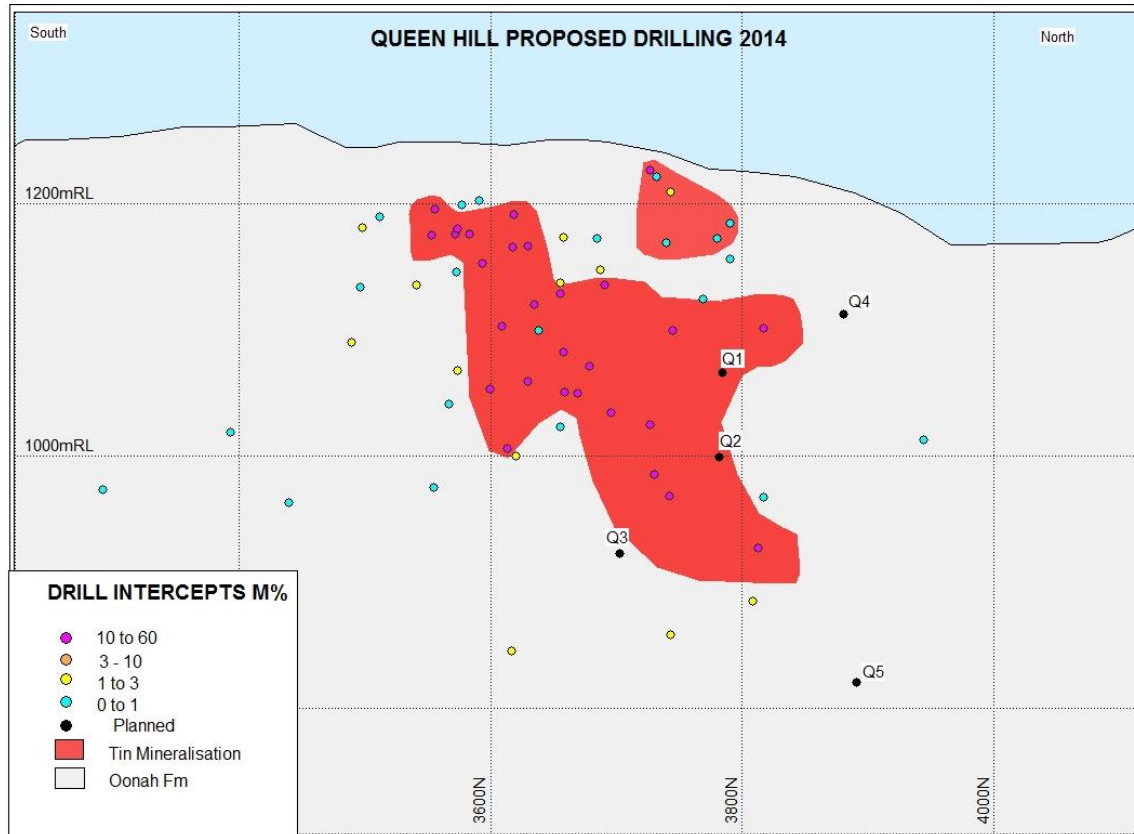 South
QUEEN HILL PROPOSED DRILLING 2014
North
1200mRL
Q4
Q1
1000mRL
Q2
Q3
Q5
DRILL INTERCEPTS M%
10 to 60
3 - 10
1 to 3
0 to 1
Planned
Tin Mineralisation
Oonah Fm
3600N
3800N
4000N